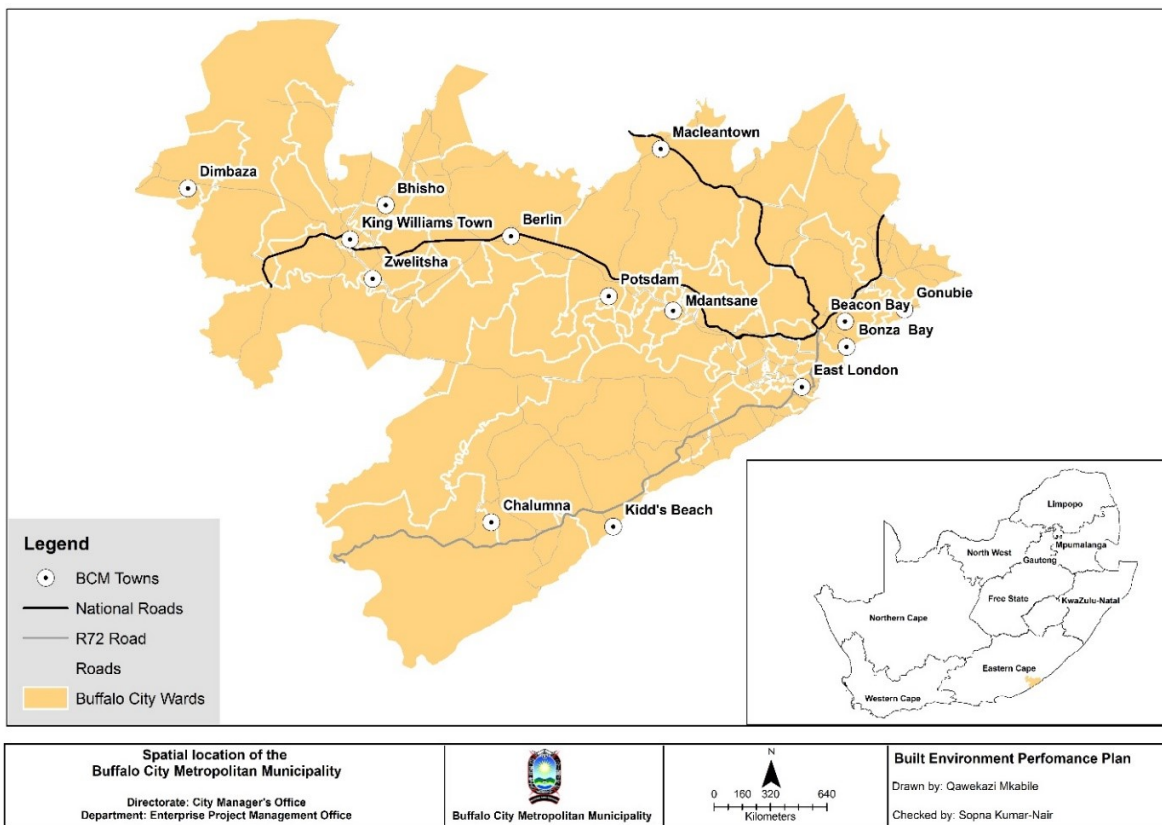 Macleantown
Dimbaza
Bhisho
King Williams Town
Berlin
Zwelitsha
Potsdam
Mdantsane
Beacon Bay
Gonubie
Bonza Bay
East London
Chalumna
Kidd's Beach
Legend
BCM Towns
National Roads
R72 Road
Roads
Buffalo City Wards
Limpopo
North West
Mpumalanga
Gauteng
Free State
KwaZulu-Natal
Northern Cape
Eastern Cape
Western Cape
Spatial location of the
Buffalo City Metropolitan Municipality
Directorate: City Manager's Office
Department: Enterprise Project Management Office
Buffalo City Metropolitan Municipality
N
0 160 320 640
Kilometers
Built Environment Perfomance Plan
Drawn by: Qawekazi Mkabile
Checked by: Sopna Kumar-Nair